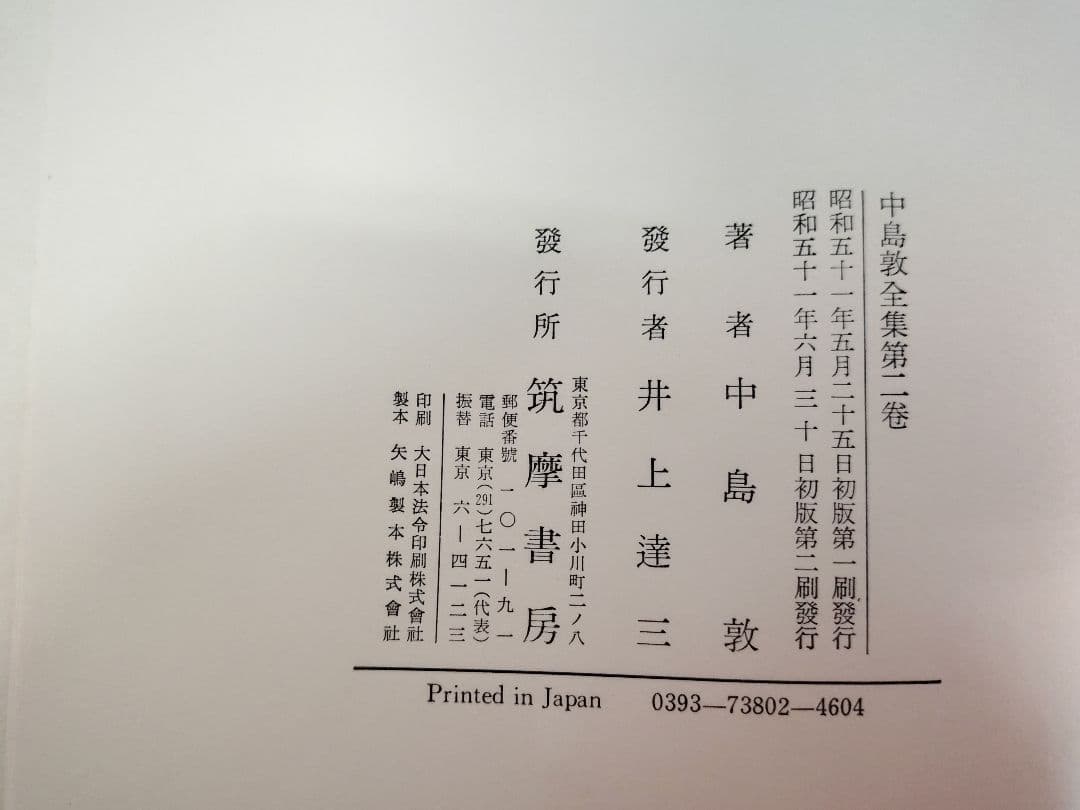 中島敦全集第二卷
昭和五十一年五月二十五日初版第一刷發行
昭和五十一年六月三十日初版第二刷發行
著者 中島敦
發行者 井上達三
發行所 筑摩書房
東京都千代田區神田小川町二ノ八
郵便番號 一〇一―九一
電話 東京(291)七六五一(代表)
振替 東京 六―四一二三
印刷 大日本法令印刷株式會社
製本 矢嶋製本株式會社
Printed in Japan 0393—73802—4604